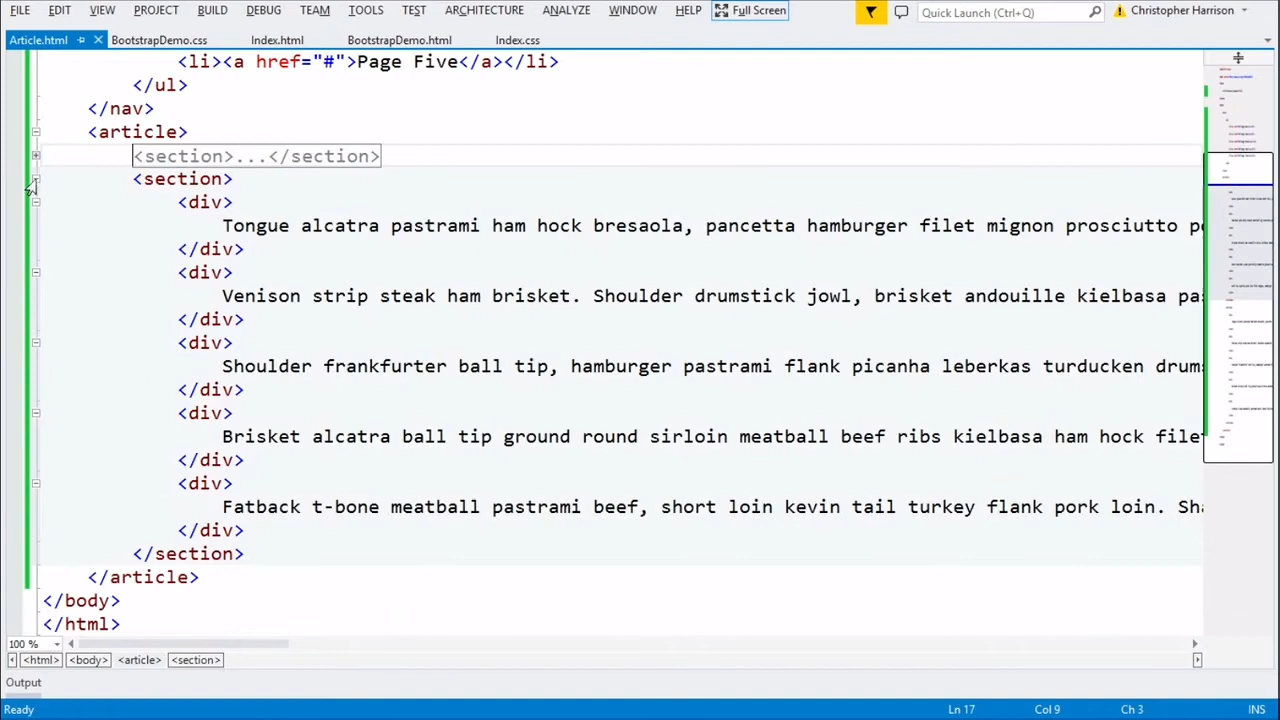 FILE EDIT VIEW PROJECT BUILD DEBUG TEAM TOOLS TEST ARCHITECTURE ANALYZE WINDOW HELP Full Screen Quick Launch (Ctrl+Q) Christopher Harrison
Article.html BootstrapDemo.css Index.html BootstrapDemo.html Index.css
<li><a href="#">Page Five</a></li>
</ul>
</nav>
<article>
<section>...</section>
<section>
<div>
Tongue alcatra pastrami ham hock bresaola, pancetta hamburger filet mignon prosciutto
</div>
<div>
Venison strip steak ham brisket. Shoulder drumstick jowl, brisket andouille kielbasa
</div>
<div>
Shoulder frankfurter ball tip, hamburger pastrami flank picanha leberkas turducken drum
</div>
<div>
Brisket alcatra ball tip ground round sirloin meatball beef ribs kielbasa ham hock file
</div>
<div>
Fatback t-bone meatball pastrami beef, short loin kevin tail turkey flank pork loin.
</div>
</section>
</article>
</body>
</html>
100 %
<html> <body> <article> <section>
Output
Ready Ln 17 Col 9 Ch 3 INS